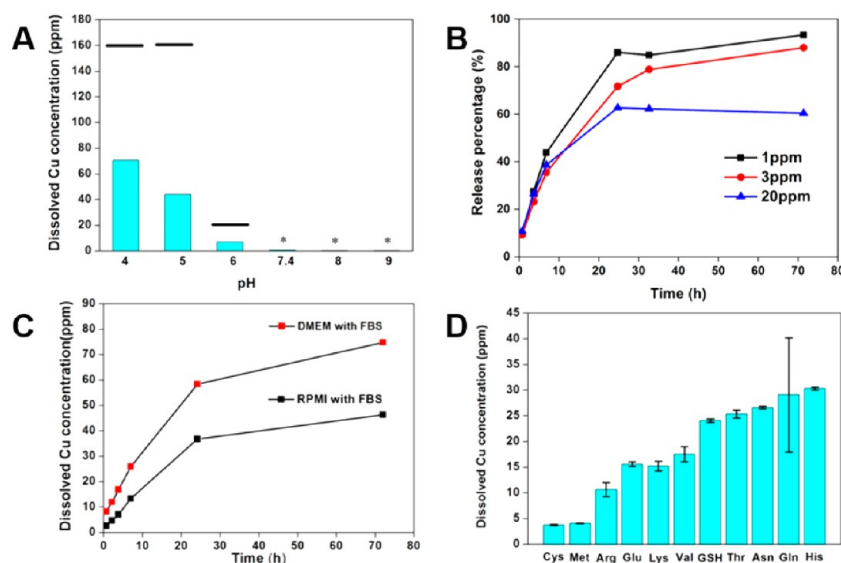 A
Dissolved Cu concentration (ppm)
180
160
140
120
100
80
60
40
20
0
* * *
4 5 6 7.4 8 9
pH
B
Release percentage (%)
100
80
60
40
20
0
1ppm
3ppm
20ppm
0 10 20 30 40 50 60 70 80
Time (h)
C
Dissolved Cu concentration(ppm)
90
80
70
60
50
40
30
20
10
0
DMEM with FBS
RPMI with FBS
0 10 20 30 40 50 60 70 80
Time (h)
D
Dissolved Cu concentration (ppm)
45
40
35
30
25
20
15
10
5
0
Cys Met Arg Glu Lys Val GSH Thr Asn Gln His